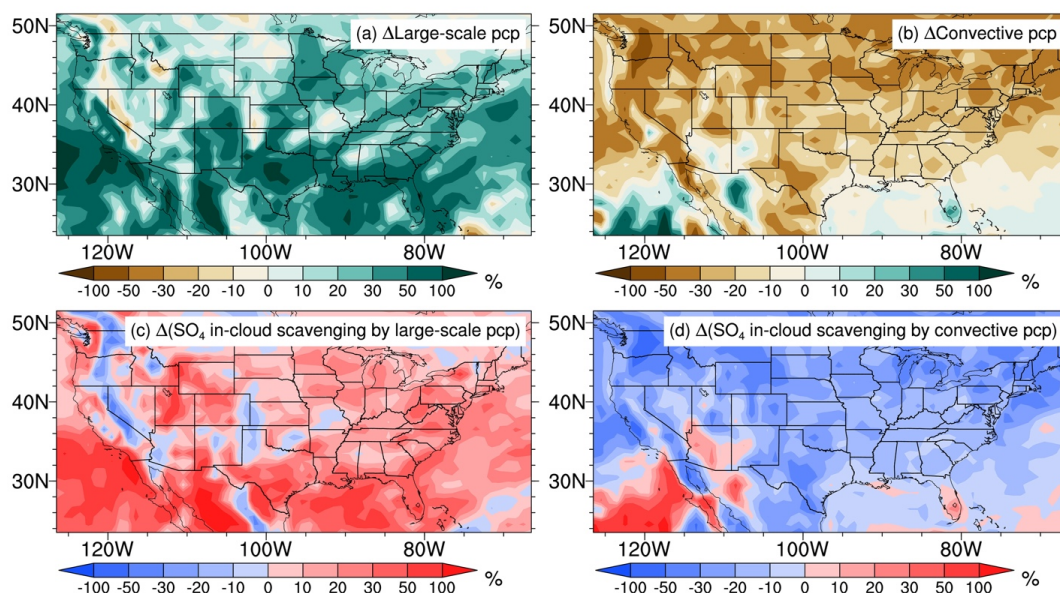 (a) ΔLarge-scale pcp
(b) ΔConvective pcp
50N
40N
30N
120W 100W 80W
-100 -50 -30 -20 -10 0 10 20 30 50 100 %
50N
40N
30N
120W 100W 80W
-100 -50 -30 -20 -10 0 10 20 30 50 100 %
(c) Δ(SO₄ in-cloud scavenging by large-scale pcp)
(d) Δ(SO₄ in-cloud scavenging by convective pcp)
50N
40N
30N
120W 100W 80W
-100 -50 -30 -20 -10 0 10 20 30 50 100 %
50N
40N
30N
120W 100W 80W
-100 -50 -30 -20 -10 0 10 20 30 50 100 %